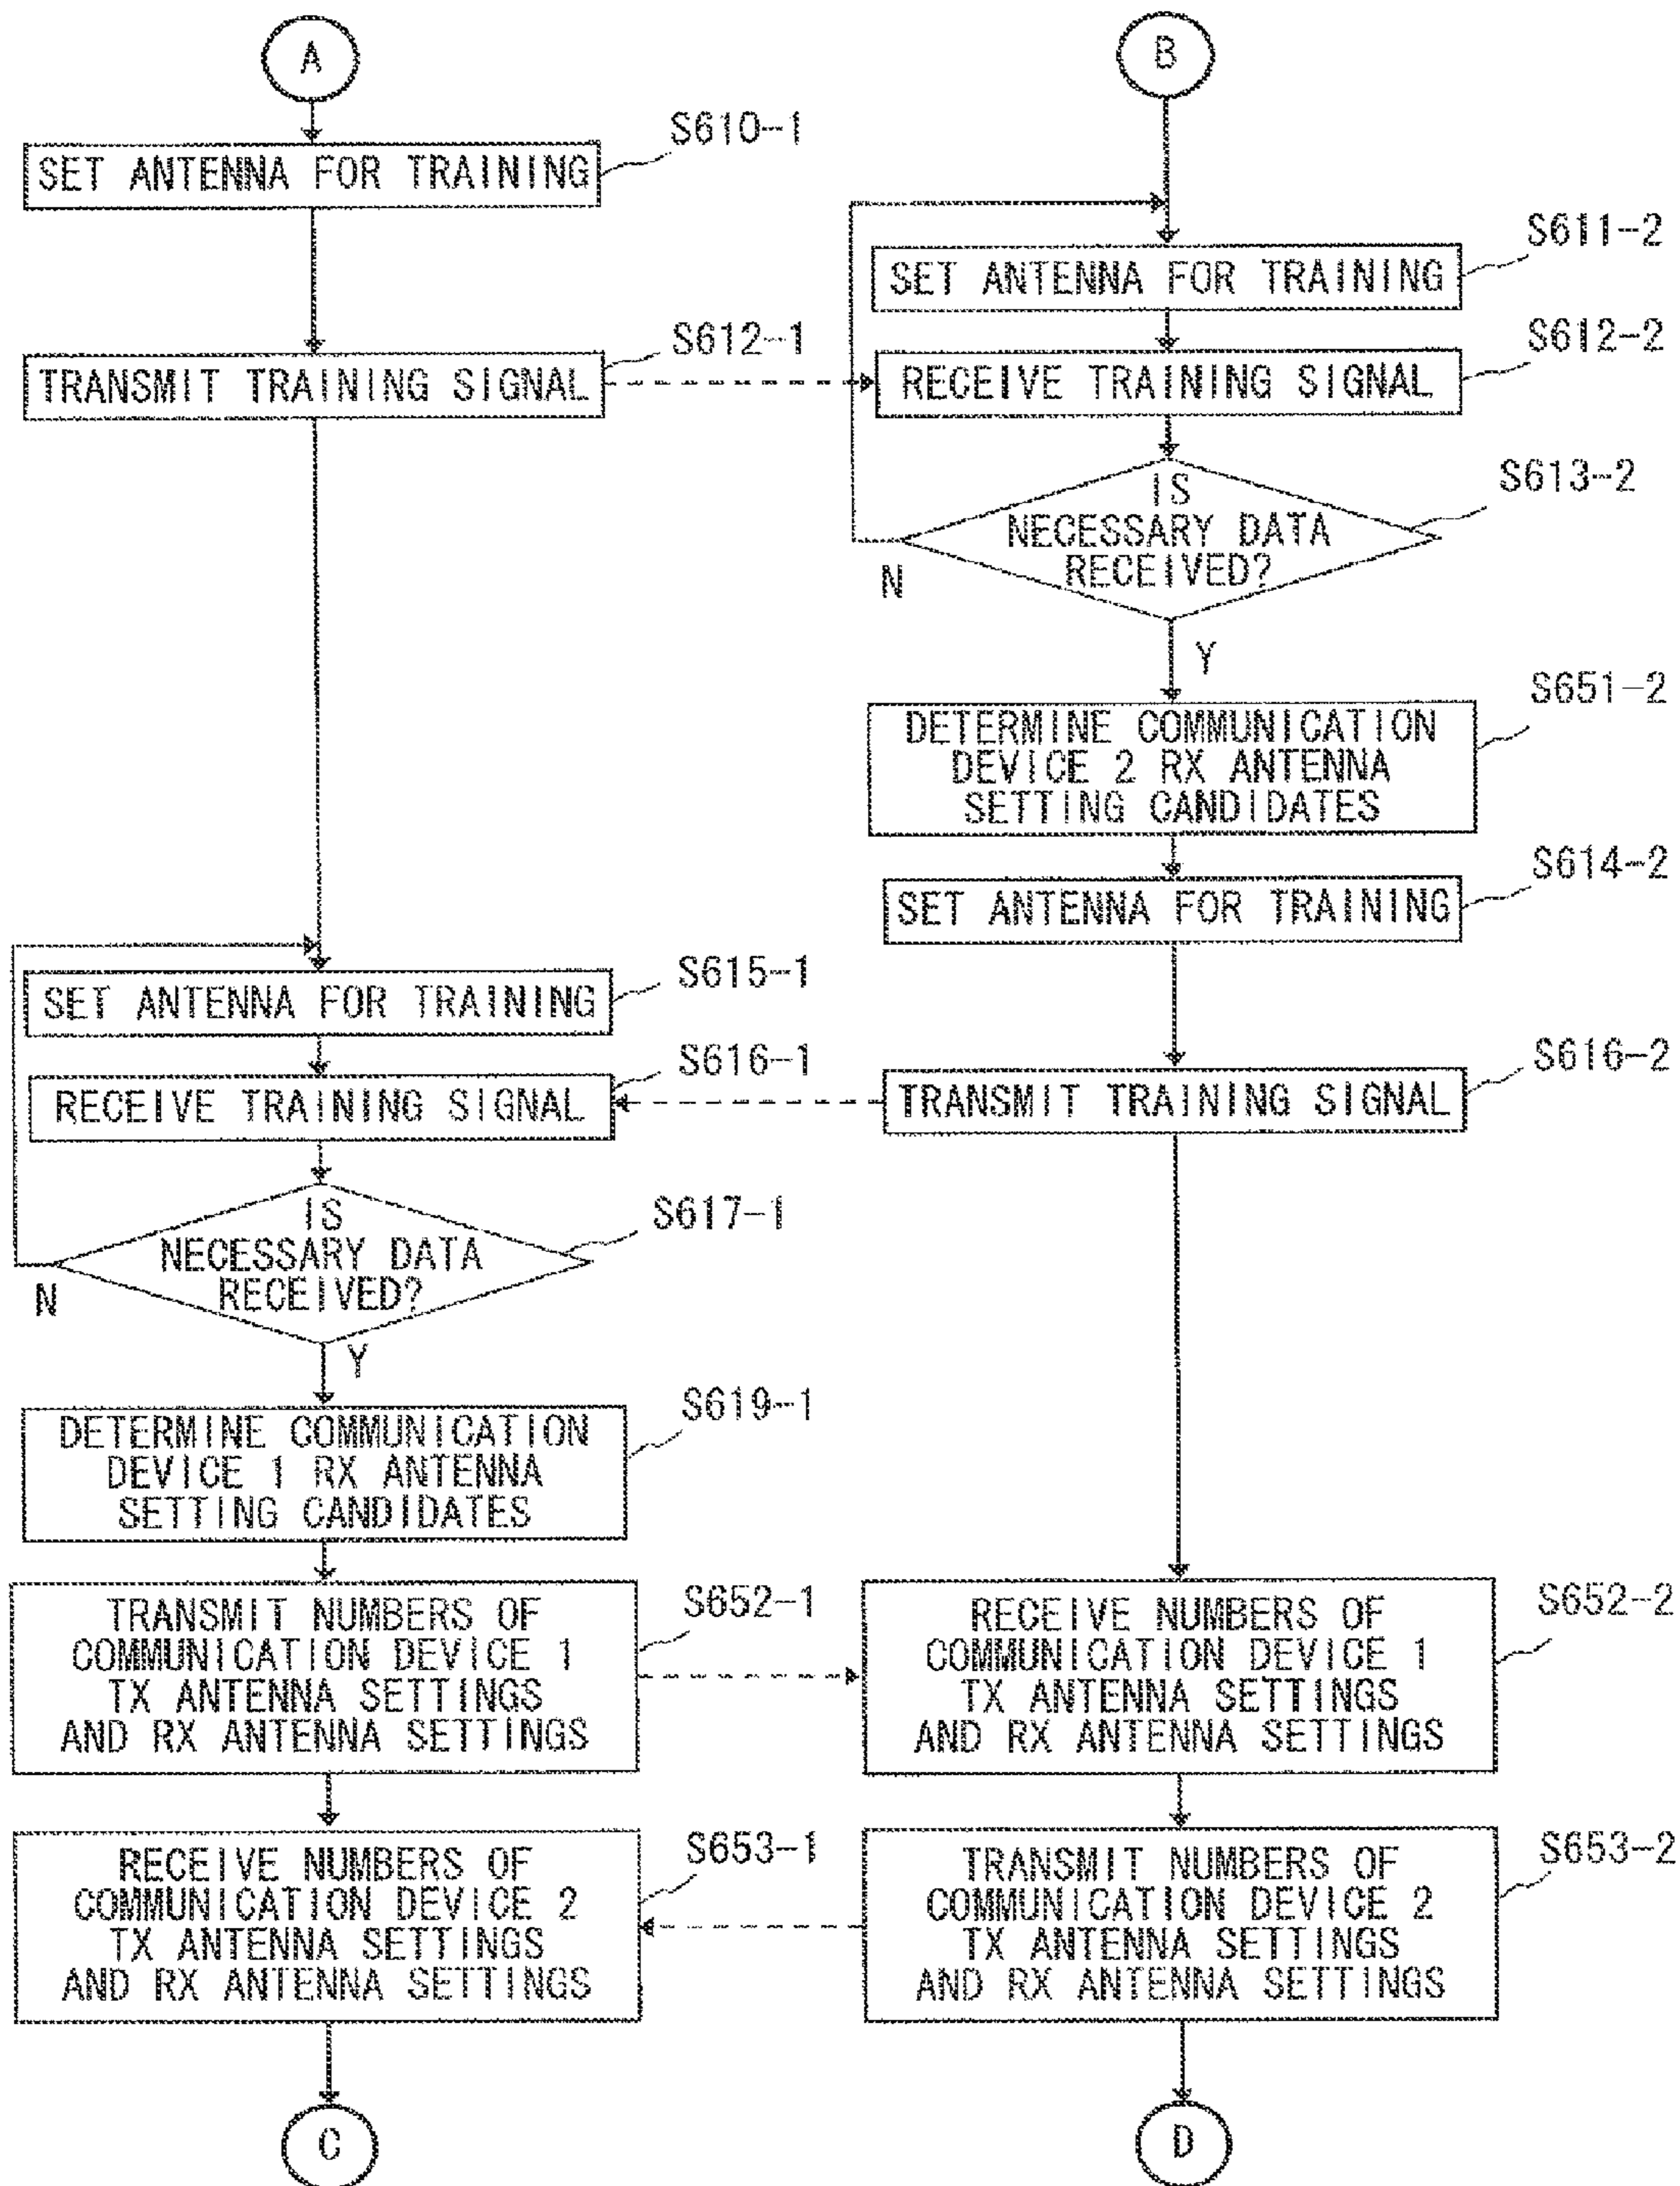 A
B
S610-1
SET ANTENNA FOR TRAINING
S611-2
SET ANTENNA FOR TRAINING
S612-1
TRANSMIT TRAINING SIGNAL
S612-2
RECEIVE TRAINING SIGNAL
S613-2
IS
NECESSARY DATA
RECEIVED?
N
Y
S651-2
DETERMINE COMMUNICATION
DEVICE 2 RX ANTENNA
SETTING CANDIDATES
S614-2
SET ANTENNA FOR TRAINING
S615-1
SET ANTENNA FOR TRAINING
S616-1
RECEIVE TRAINING SIGNAL
S616-2
TRANSMIT TRAINING SIGNAL
S617-1
IS
NECESSARY DATA
RECEIVED?
N
Y
S619-1
DETERMINE COMMUNICATION
DEVICE 1 RX ANTENNA
SETTING CANDIDATES
S652-1
TRANSMIT NUMBERS OF
COMMUNICATION DEVICE 1
TX ANTENNA SETTINGS
AND RX ANTENNA SETTINGS
S652-2
RECEIVE NUMBERS OF
COMMUNICATION DEVICE 1
TX ANTENNA SETTINGS
AND RX ANTENNA SETTINGS
S653-1
RECEIVE NUMBERS OF
COMMUNICATION DEVICE 2
TX ANTENNA SETTINGS
AND RX ANTENNA SETTINGS
S653-2
TRANSMIT NUMBERS OF
COMMUNICATION DEVICE 2
TX ANTENNA SETTINGS
AND RX ANTENNA SETTINGS
C
D